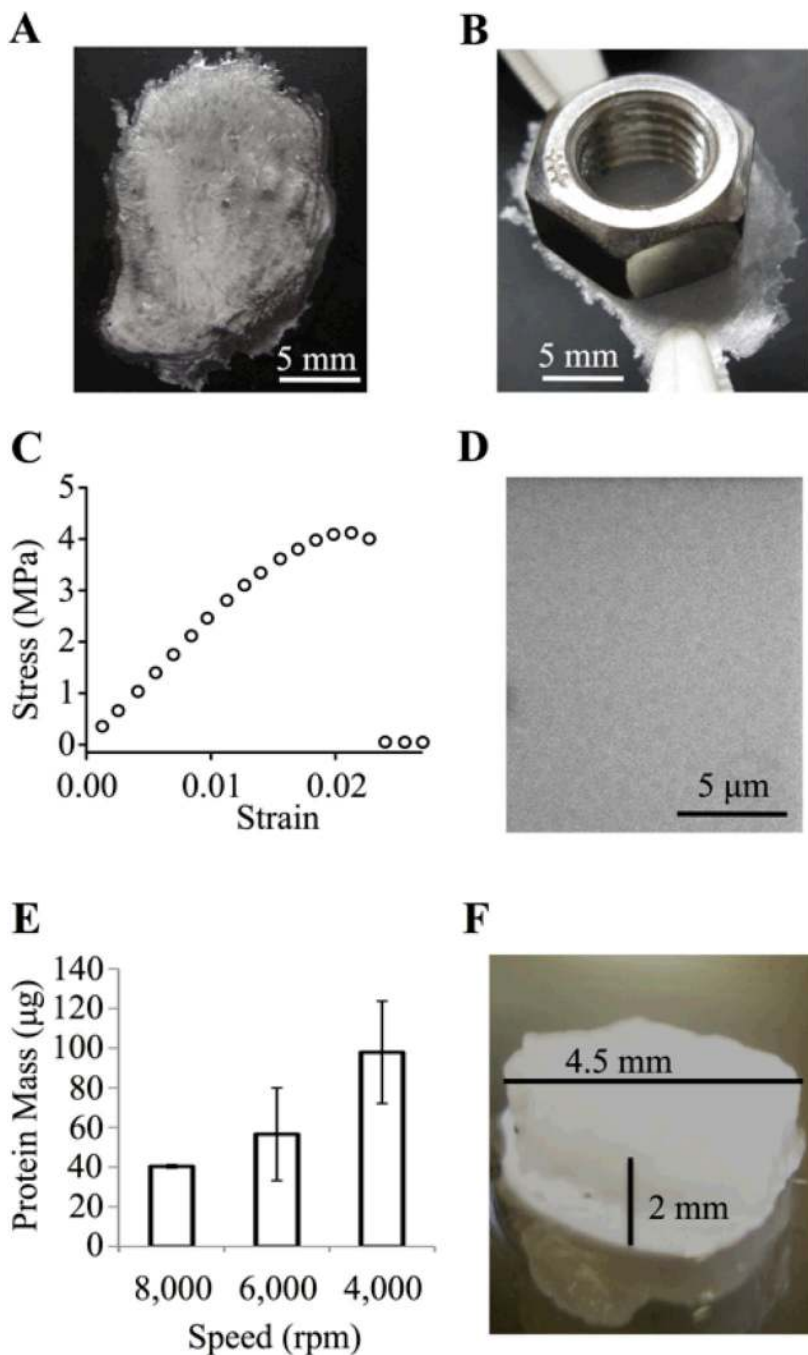 A
5 mm
B
5 mm
C
5
4
3
2
1
0
Stress (MPa)
0.00 0.01 0.02
Strain
D
5 μm
E
140
120
100
80
60
40
20
0
Protein Mass (μg)
8,000 6,000 4,000
Speed (rpm)
F
4.5 mm
2 mm